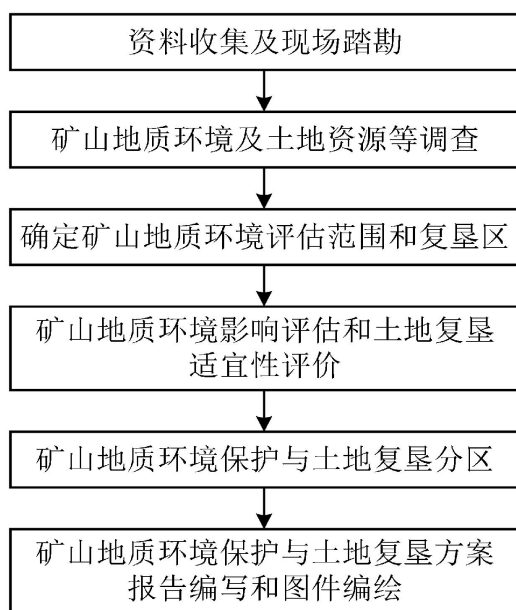 资料收集及现场踏勘
矿山地质环境及土地资源等调查
确定矿山地质环境评估范围和复垦区
矿山地质环境影响评估和土地复垦
适宜性评价
矿山地质环境保护与土地复垦分区
矿山地质环境保护与土地复垦方案
报告编写和图件编绘